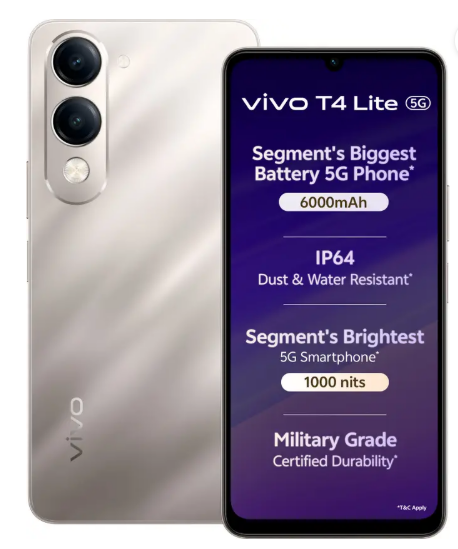 vivo
vivo T4 Lite 5G
Segment's Biggest
Battery 5G Phone*
6000mAh
IP64
Dust & Water Resistant*
Segment's Brightest
5G Smartphone*
1000 nits
Military Grade
Certified Durability*
*T&C Apply